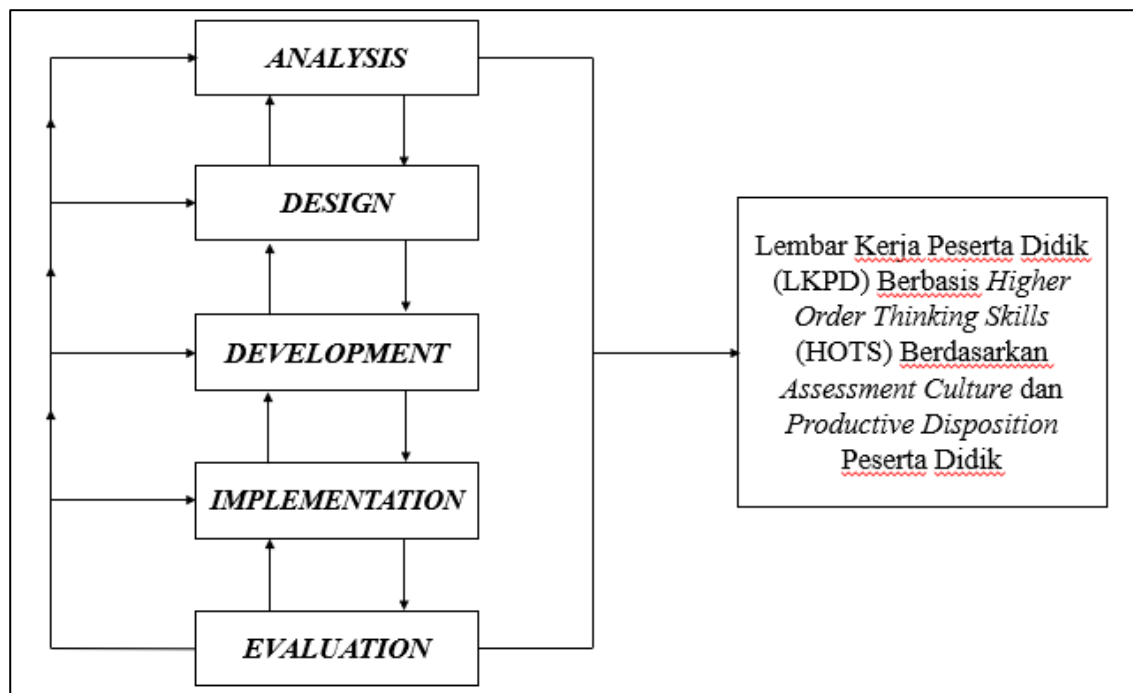 ANALYSIS
DESIGN
DEVELOPMENT
IMPLEMENTATION
EVALUATION
Lembar Kerja Peserta Didik
(LKPD) Berbasis Higher
Order Thinking Skills
(HOTS) Berdasarkan
Assessment Culture dan
Productive Disposition
Peserta Didik